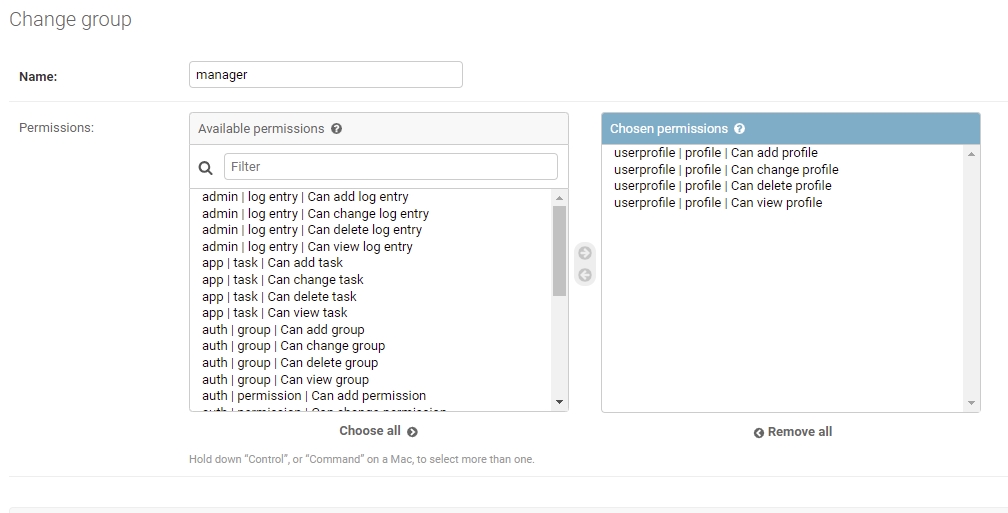 Change group
Name:
manager
Permissions:
Available permissions ?
Filter
admin | log entry | Can add log entry
admin | log entry | Can change log entry
admin | log entry | Can delete log entry
admin | log entry | Can view log entry
app | task | Can add task
app | task | Can change task
app | task | Can delete task
app | task | Can view task
auth | group | Can add group
auth | group | Can change group
auth | group | Can delete group
auth | group | Can view group
auth | permission | Can add permission
auth | permission | Can change permission
Choose all
Chosen permissions ?
userprofile | profile | Can add profile
userprofile | profile | Can change profile
userprofile | profile | Can delete profile
userprofile | profile | Can view profile
Remove all
Hold down “Control”, or “Command” on a Mac, to select more than one.